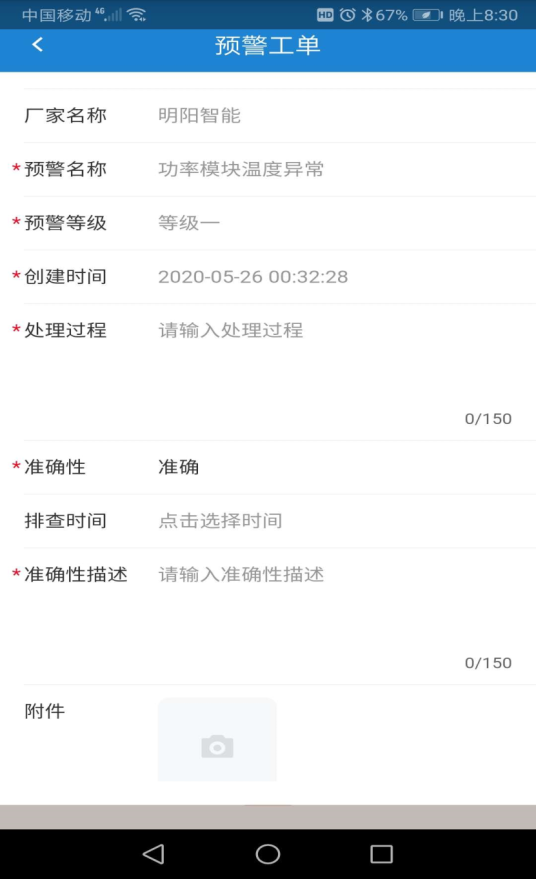 中国移动 4G HD 67% 晚上8:30
预警工单
厂家名称 明阳智能
*预警名称 功率模块温度异常
*预警等级 等级一
*创建时间 2020-05-26 00:32:28
*处理过程 请输入处理过程
0/150
*准确性 准确
排查时间 点击选择时间
*准确性描述 请输入准确性描述
0/150
附件